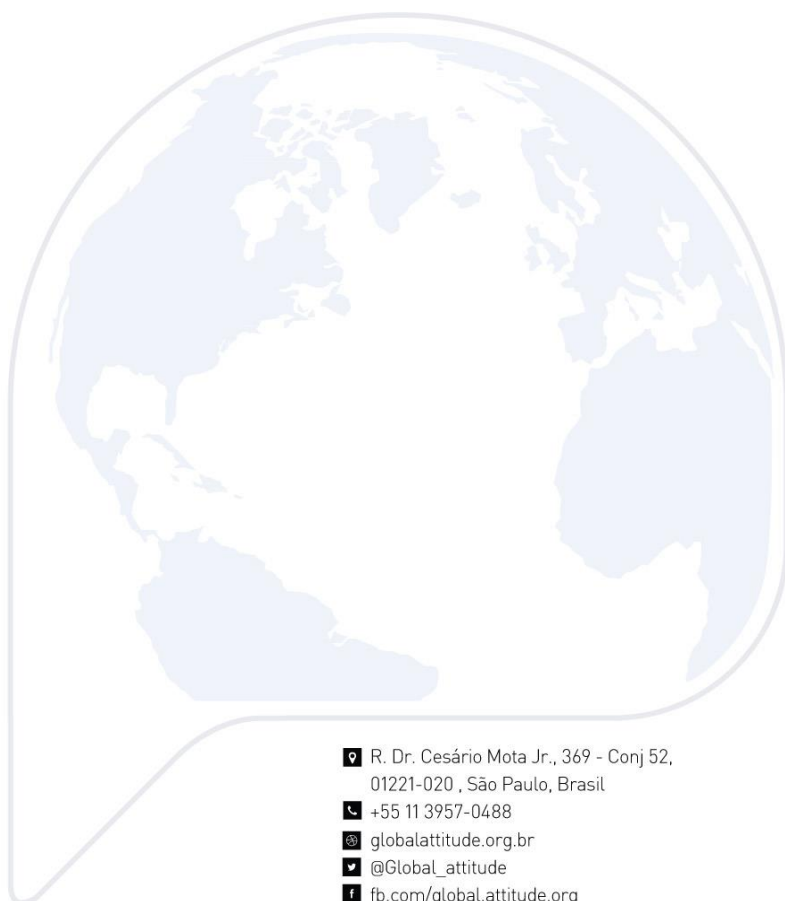 R. Dr. Cesário Mota Jr., 369 - Conj 52,
01221-020 , São Paulo, Brasil
+55 11 3957-0488
globalattitude.org.br
@Global_attitude
fb.com/global.attitude.org